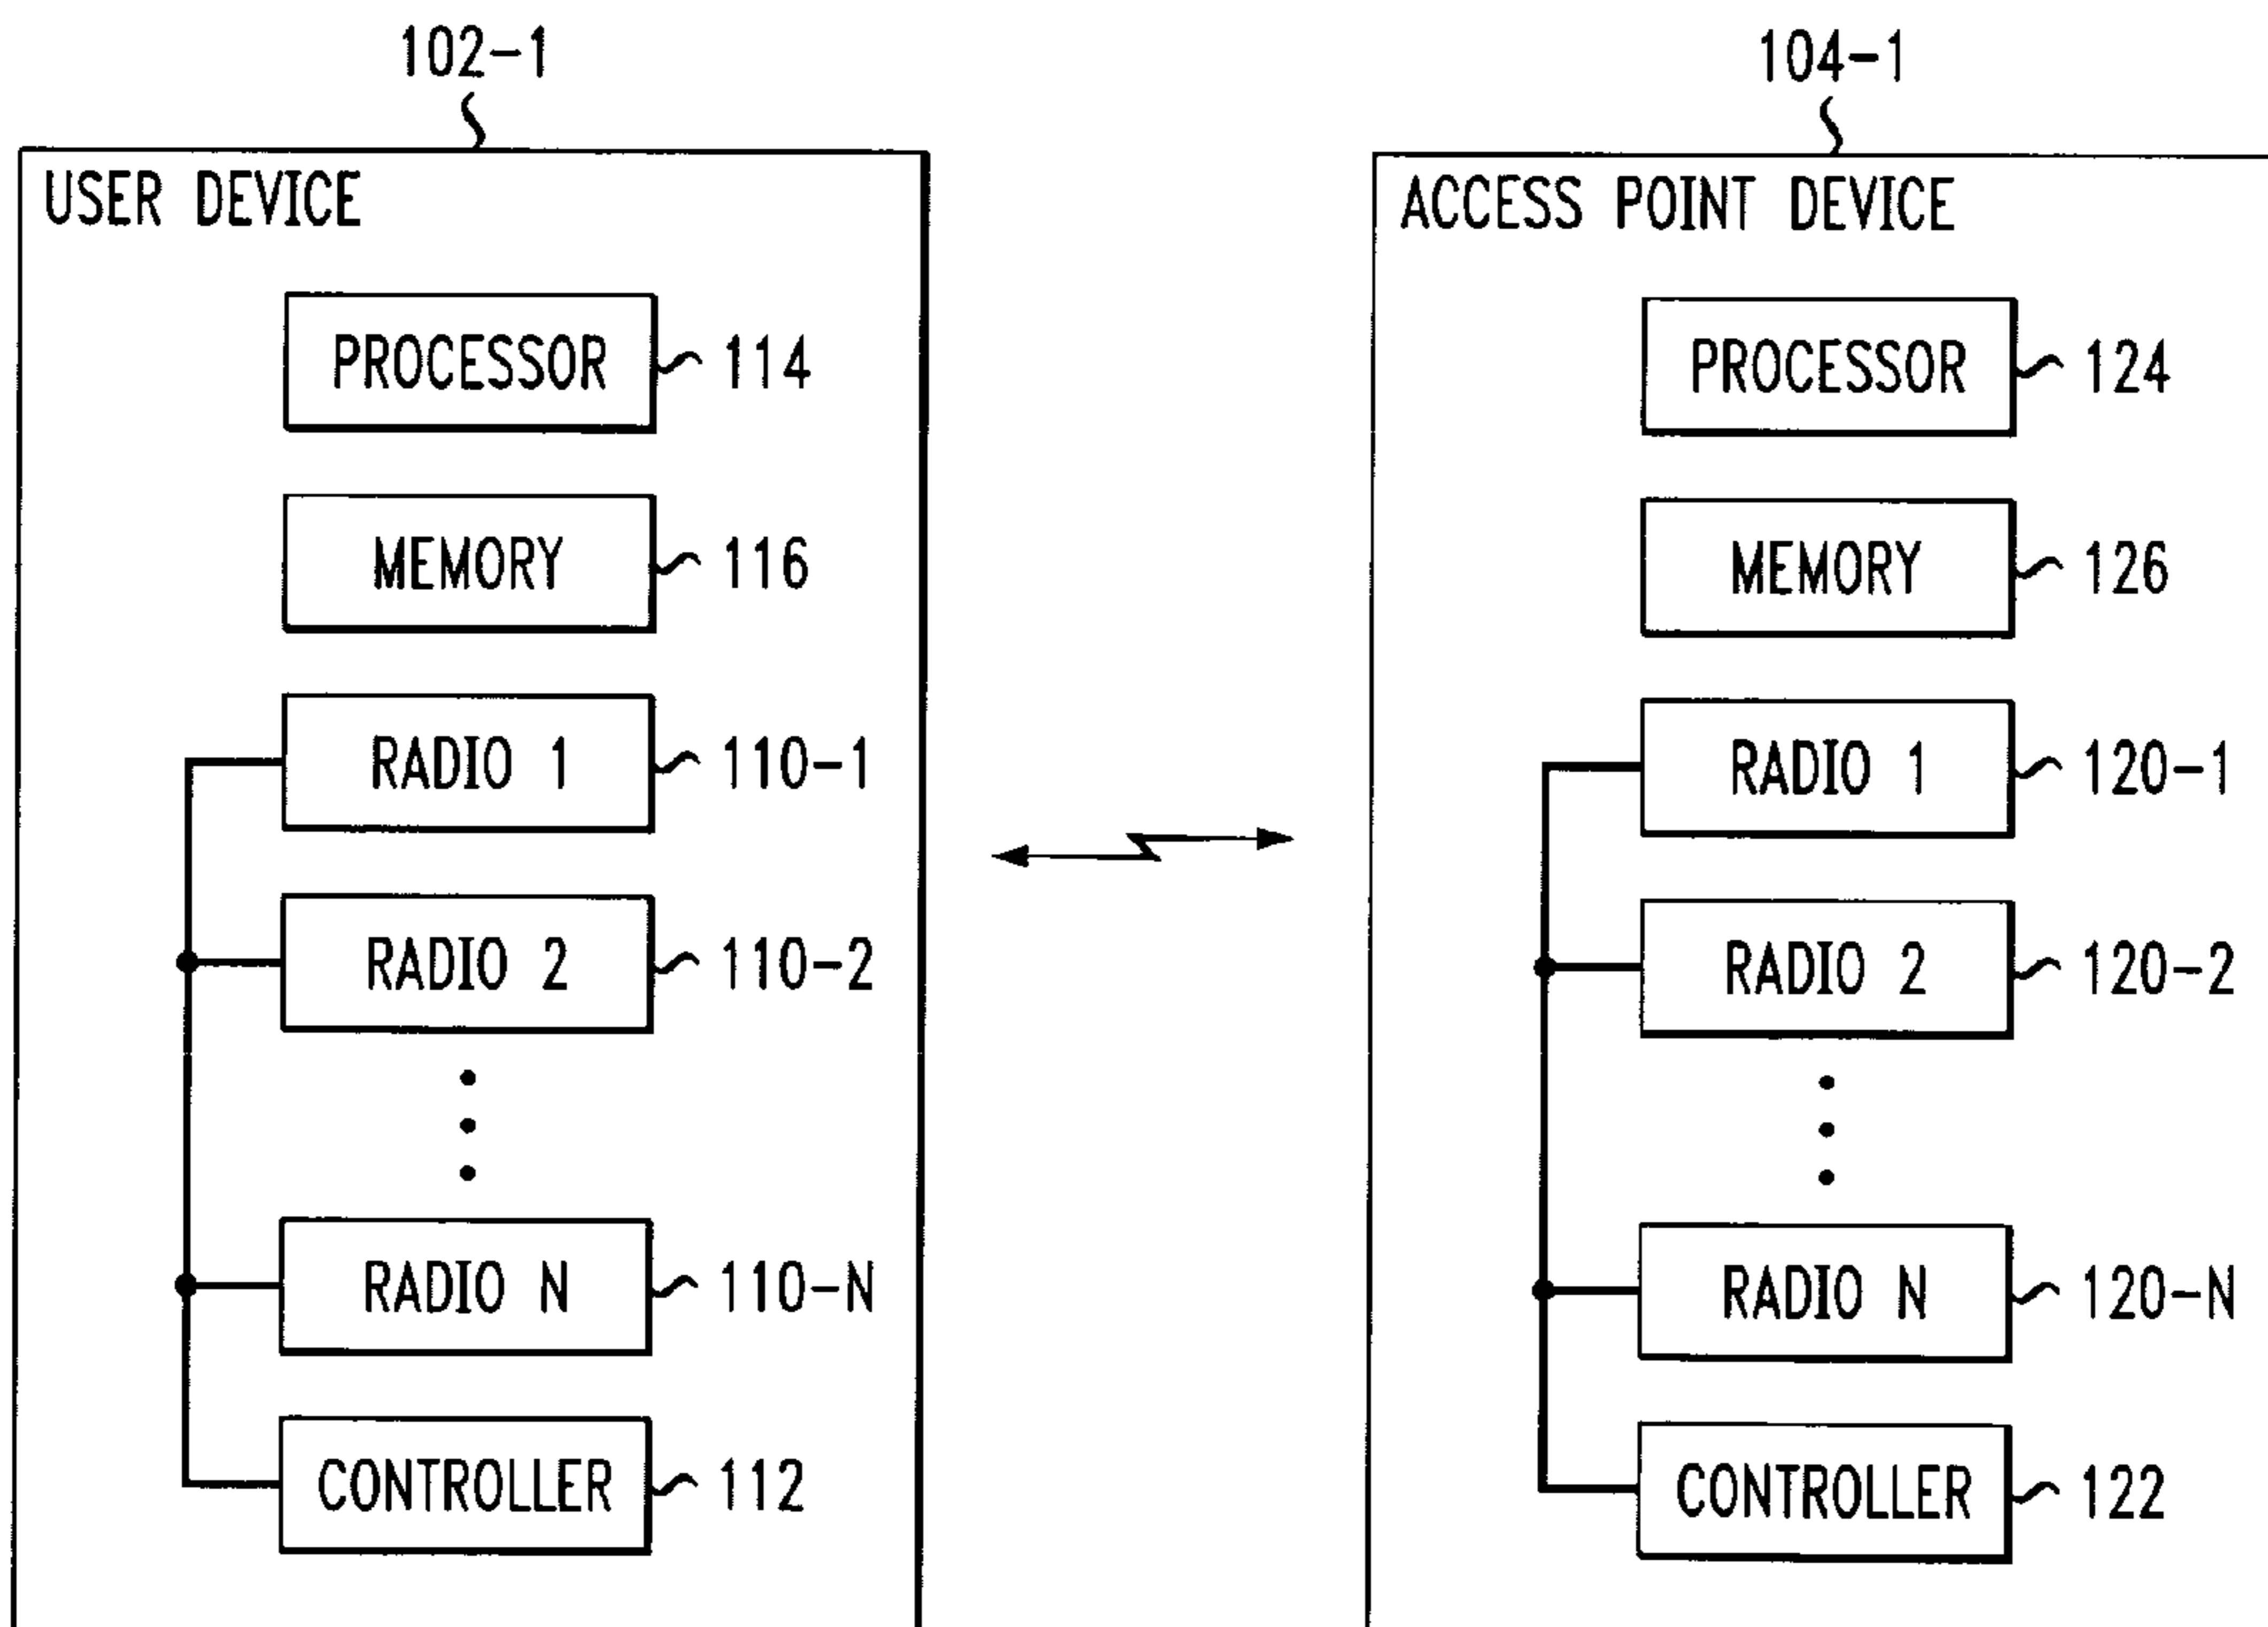 102-1
USER DEVICE
PROCESSOR 114
MEMORY 116
RADIO 1 110-1
RADIO 2 110-2
RADIO N 110-N
CONTROLLER 112
104-1
ACCESS POINT DEVICE
PROCESSOR 124
MEMORY 126
RADIO 1 120-1
RADIO 2 120-2
RADIO N 120-N
CONTROLLER 122